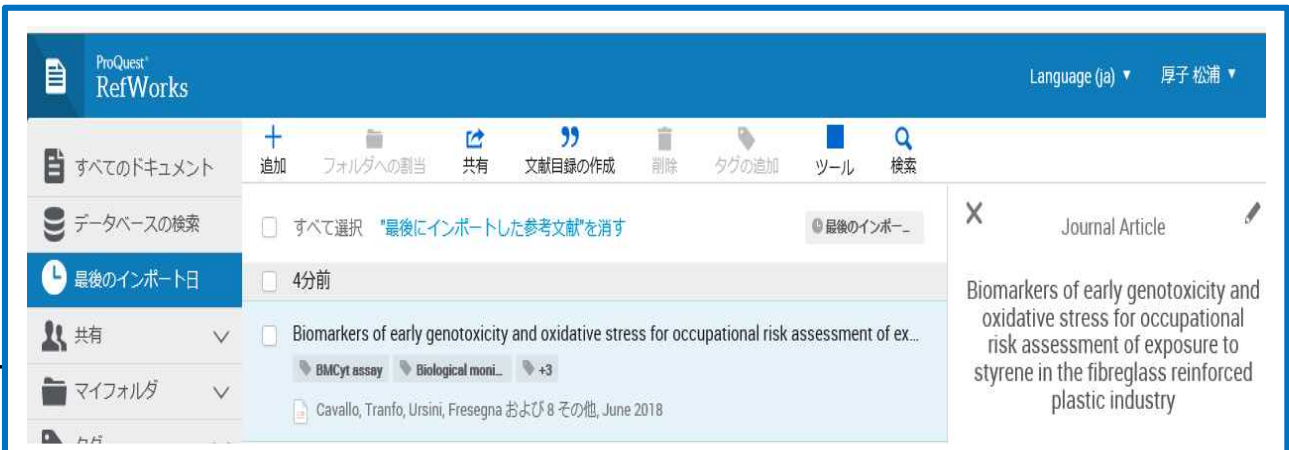 ProQuest®
RefWorks
Language (ja) ▼ 厚子 松浦 ▼
すべてのドキュメント
データベースの検索
最後のインポート日
共有
マイフォルダ
タグ
追加 フォルダへの割当 共有 文献目録の作成 削除 タグの追加 ツール 検索
すべて選択 "最後にインポートした参考文献"を消す 最後のインポー...
4分前
Biomarkers of early genotoxicity and oxidative stress for occupational risk assessment of ex...
BMCyt assay Biological moni... +3
Cavallo, Tranfo, Ursini, Fresegna および 8 その他, June 2018
Journal Article
Biomarkers of early genotoxicity and
oxidative stress for occupational
risk assessment of exposure to
styrene in the fibreglass reinforced
plastic industry